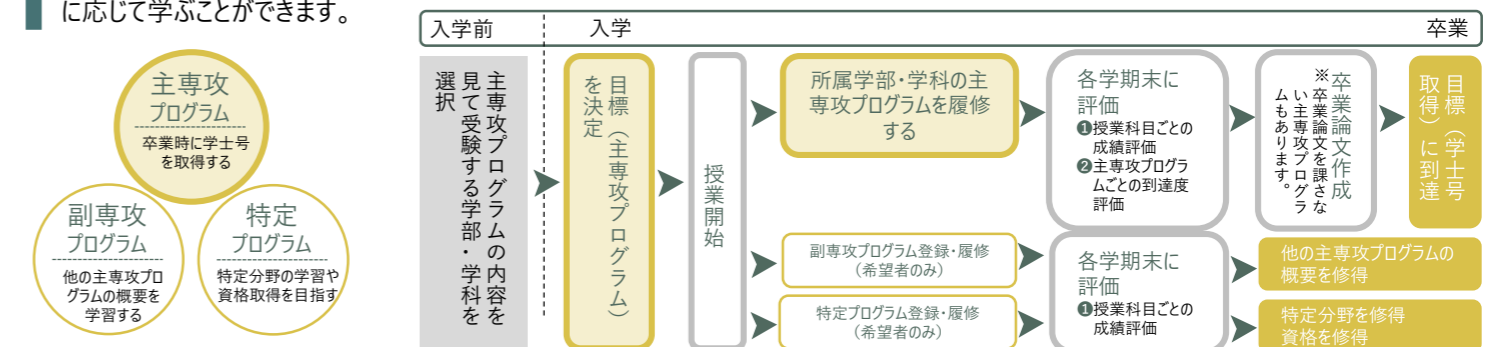 に応じて学ぶことができます。
主専攻
プログラム
卒業時に学士号
を取得する
副専攻
プログラム
他の主専攻プロ
グラムの概要を
学習する
特定
プログラム
特定分野の学習や
資格取得を目指す
入学前
入学
卒業
主専攻プログラムの内容を
見て受験する学部・学科を
選択
目標（主専攻プログラム）
を決定
授業開始
所属学部・学科の主
専攻プログラムを履修
する
各学期末に
評価
❶授業科目ごとの
成績評価
❷主専攻プログラ
ムごとの到達度
評価
卒業論文作成
※卒業論文を課さな
い主専攻プログラ
ムもあります。
目標（学士号
取得）に到達
副専攻プログラム登録・履修
（希望者のみ）
特定プログラム登録・履修
（希望者のみ）
各学期末に
評価
❶授業科目ごとの
成績評価
他の主専攻プログラムの
概要を修得
特定分野を修得
資格を修得